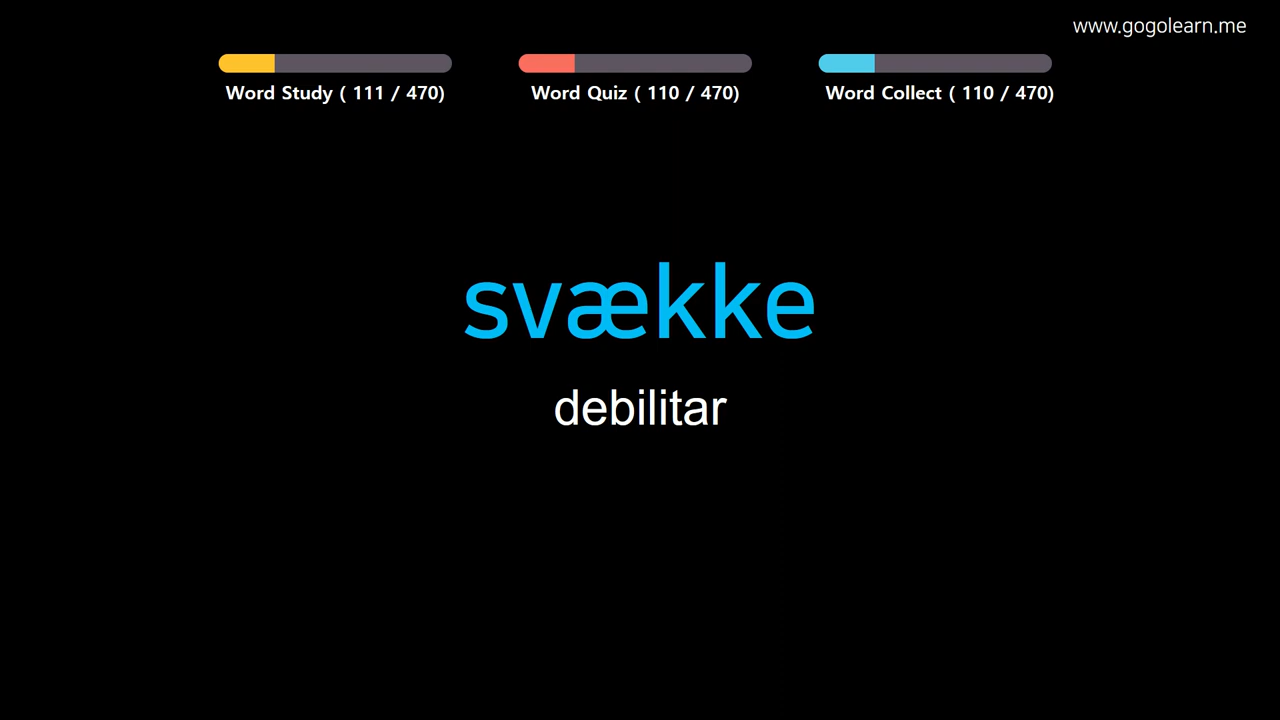 www.gogolearn.me
Word Study ( 111 / 470)
Word Quiz ( 110 / 470)
Word Collect ( 110 / 470)
svække
debilitar